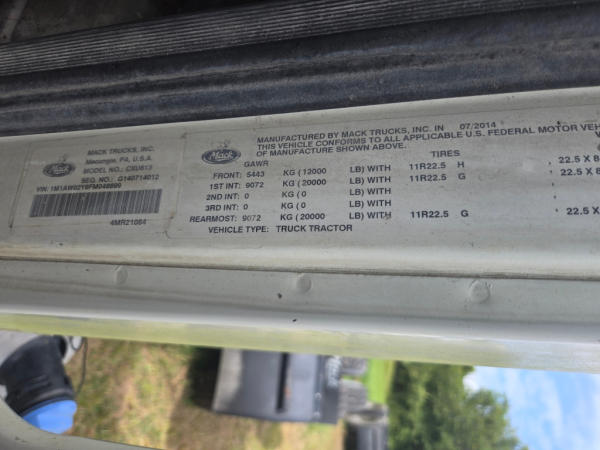 Mack
MACK TRUCKS, INC.
Macungie, PA, U.S.A.
MODEL NO.: CXU613
SEQ. NO.: G140714012
4MR21084
Mack
MANUFACTURED BY MACK TRUCKS, INC. IN 07/2014
THIS VEHICLE CONFORMS TO ALL APPLICABLE U.S. FEDERAL MOTOR VEH
OF MANUFACTURE SHOWN ABOVE.
GAWR TIRES
FRONT: 5443 KG ( 12000 LB) WITH 11R22.5 H 22.5 X 8
1ST INT: 9072 KG ( 20000 LB) WITH 11R22.5 G 22.5 X 8
2ND INT: 0 KG ( 0 LB) WITH
3RD INT: 0 KG ( 0 LB) WITH
REARMOST: 9072 KG ( 20000 LB) WITH 11R22.5 G 22.5 X
VEHICLE TYPE: TRUCK TRACTOR